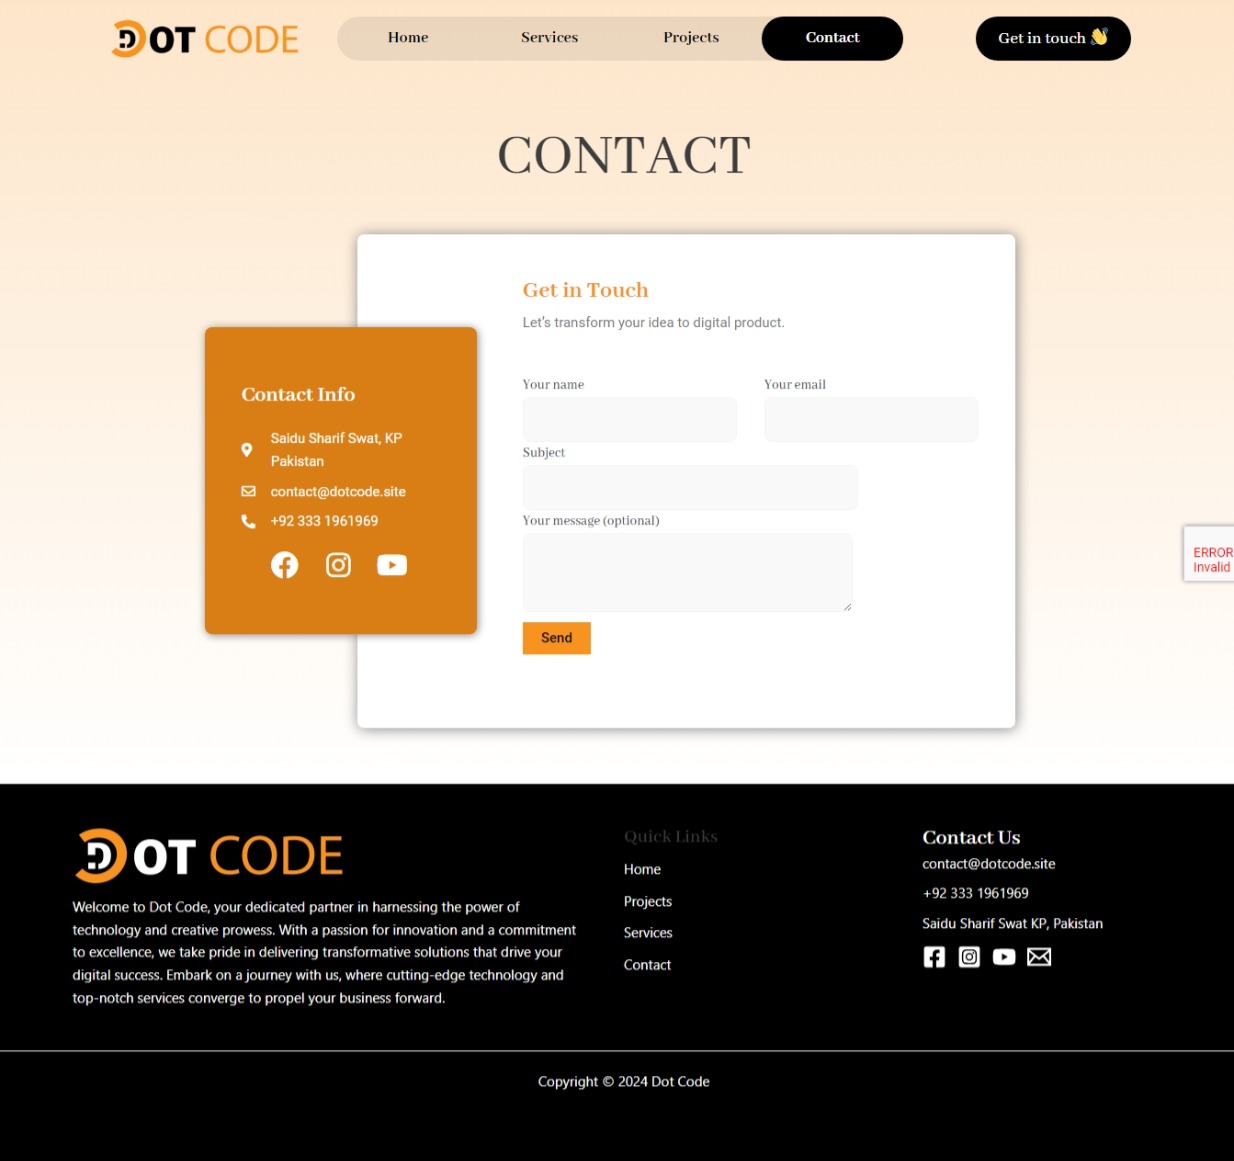 DOT CODE
Home
Services
Projects
Contact
Get in touch 👋
CONTACT
Get in Touch
Let's transform your idea to digital product.
Contact Info
Saidu Sharif Swat, KP
Pakistan
contact@dotcode.site
+92 333 1961969
Your name
Your email
Subject
Your message (optional)
Send
ERROR
Invalid
DOT CODE
Welcome to Dot Code, your dedicated partner in harnessing the power of
technology and creative prowess. With a passion for innovation and a commitment
to excellence, we take pride in delivering transformative solutions that drive your
digital success. Embark on a journey with us, where cutting-edge technology and
top-notch services converge to propel your business forward.
Quick Links
Home
Projects
Services
Contact
Contact Us
contact@dotcode.site
+92 333 1961969
Saidu Sharif Swat KP, Pakistan
Copyright © 2024 Dot Code